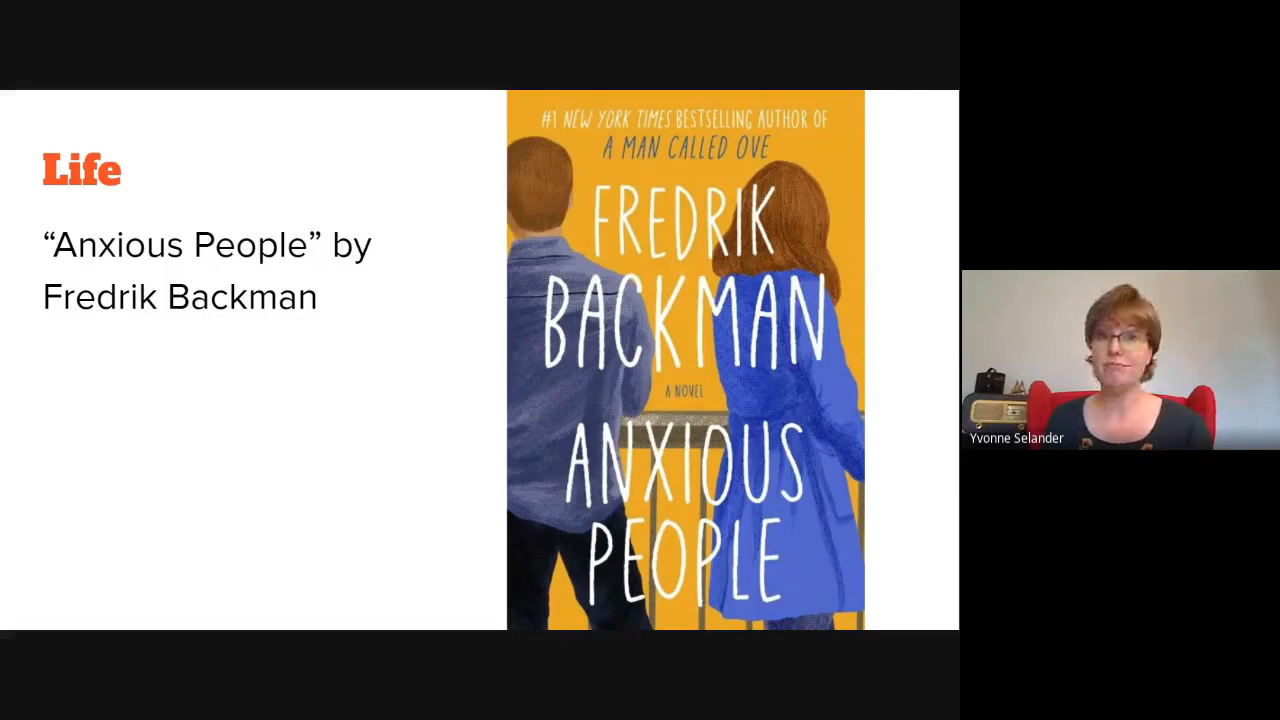 Life
“Anxious People” by
Fredrik Backman
#1 NEW YORK TIMES BESTSELLING AUTHOR OF
A MAN CALLED OVE
FREDRIK
BACKMAN
A NOVEL
ANXIOUS
PEOPLE
Yvonne Selander